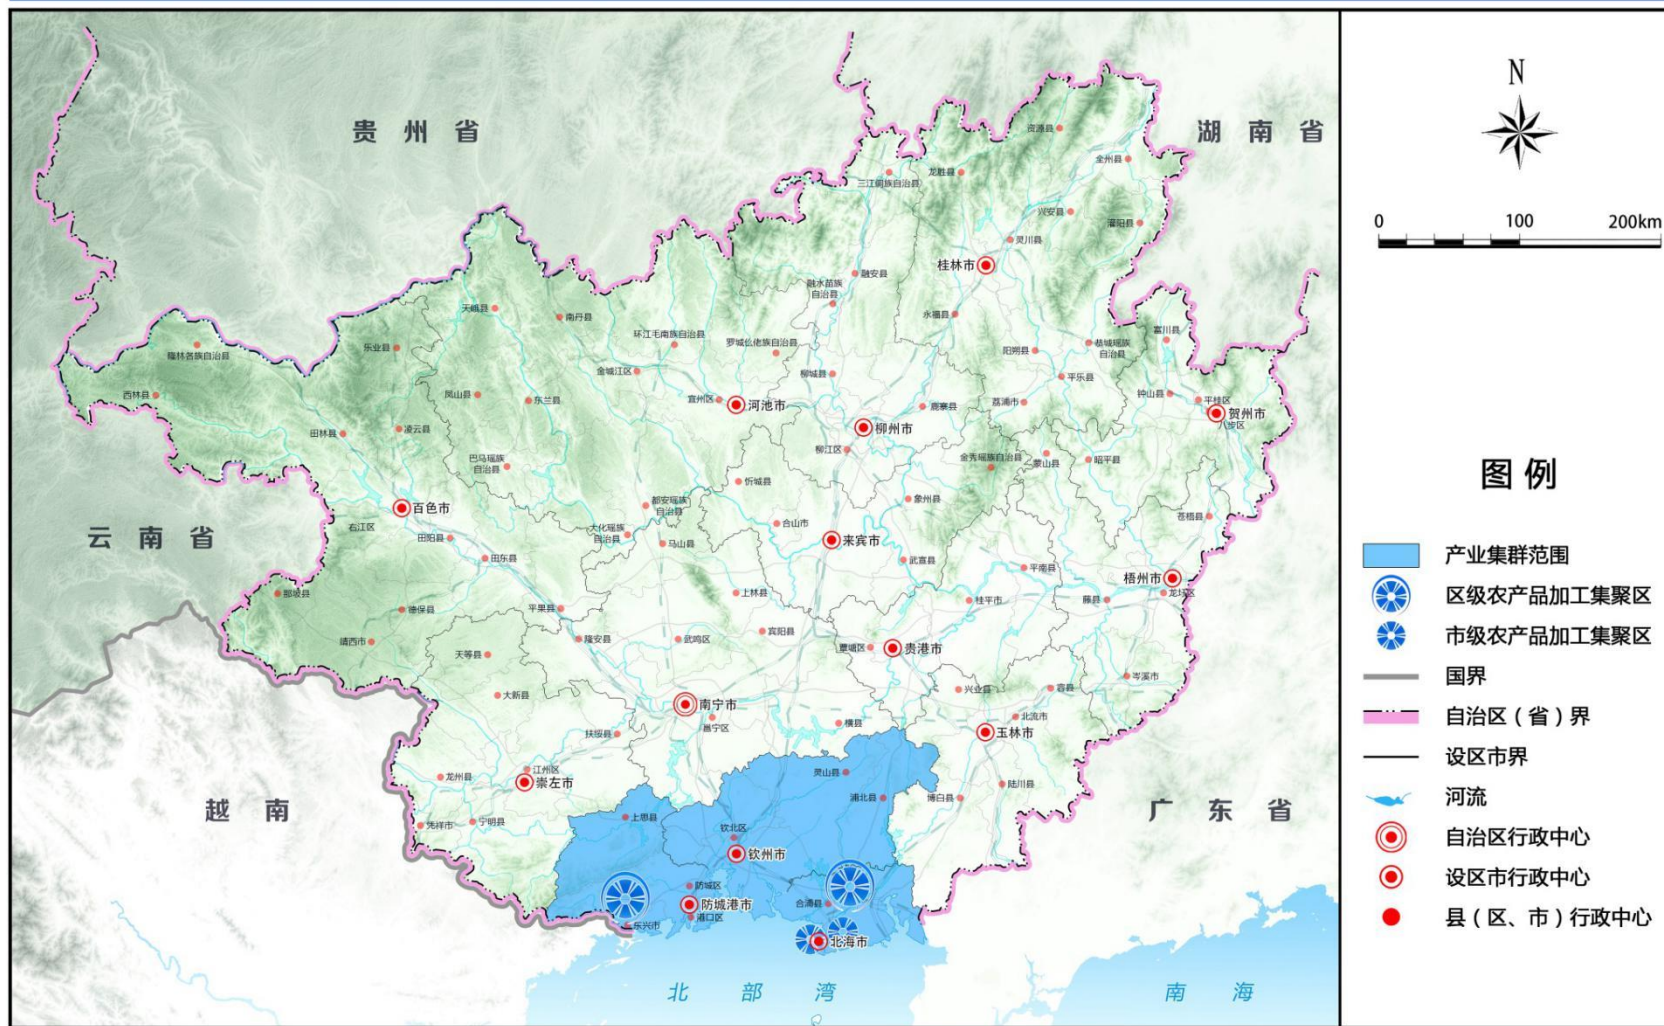 贵州省
湖南省
云南省
越南
广东省
北部湾
南海
资源县
全州县
三江侗族自治县
龙胜县
兴安县
灌阳县
灵川县
桂林市
融安县
融水苗族
自治县
永福县
天峨县
南丹县
环江毛南族自治县
罗城仫佬族自治县
乐业县
隆林各族自治县
富川县
恭城瑶族
自治县
阳朔县
金城江区
柳城县
平乐县
西林县
凤山县
东兰县
宜州区
河池市
鹿寨县
荔浦市
钟山县
平桂区
贺州市
八步区
田林县
凌云县
柳州市
柳江区
巴马瑶族
自治县
金秀瑶族自治县
蒙山县
昭平县
忻城县
百色市
都安瑶族
自治县
象州县
苍梧县
右江区
田阳县
大化瑶族
自治县
合山市
马山县
来宾市
田东县
武宣县
平南县
梧州市
那坡县
德保县
平果县
上林县
桂平市
藤县
龙圩区
靖西市
隆安县
武鸣区
宾阳县
覃塘区
贵港市
天等县
大新县
兴业县
容县
岑溪市
南宁市
邕宁区
横县
北流市
玉林市
扶绥县
龙州县
江州区
崇左市
灵山县
浦北县
博白县
陆川县
凭祥市
宁明县
上思县
钦北区
钦州市
防城区
防城港市
港口区
东兴市
合浦县
北海市
N
0 100 200km
图例
产业集群范围
区级农产品加工集聚区
市级农产品加工集聚区
国界
自治区（省）界
设区市界
河流
自治区行政中心
设区市行政中心
县（区、市）行政中心